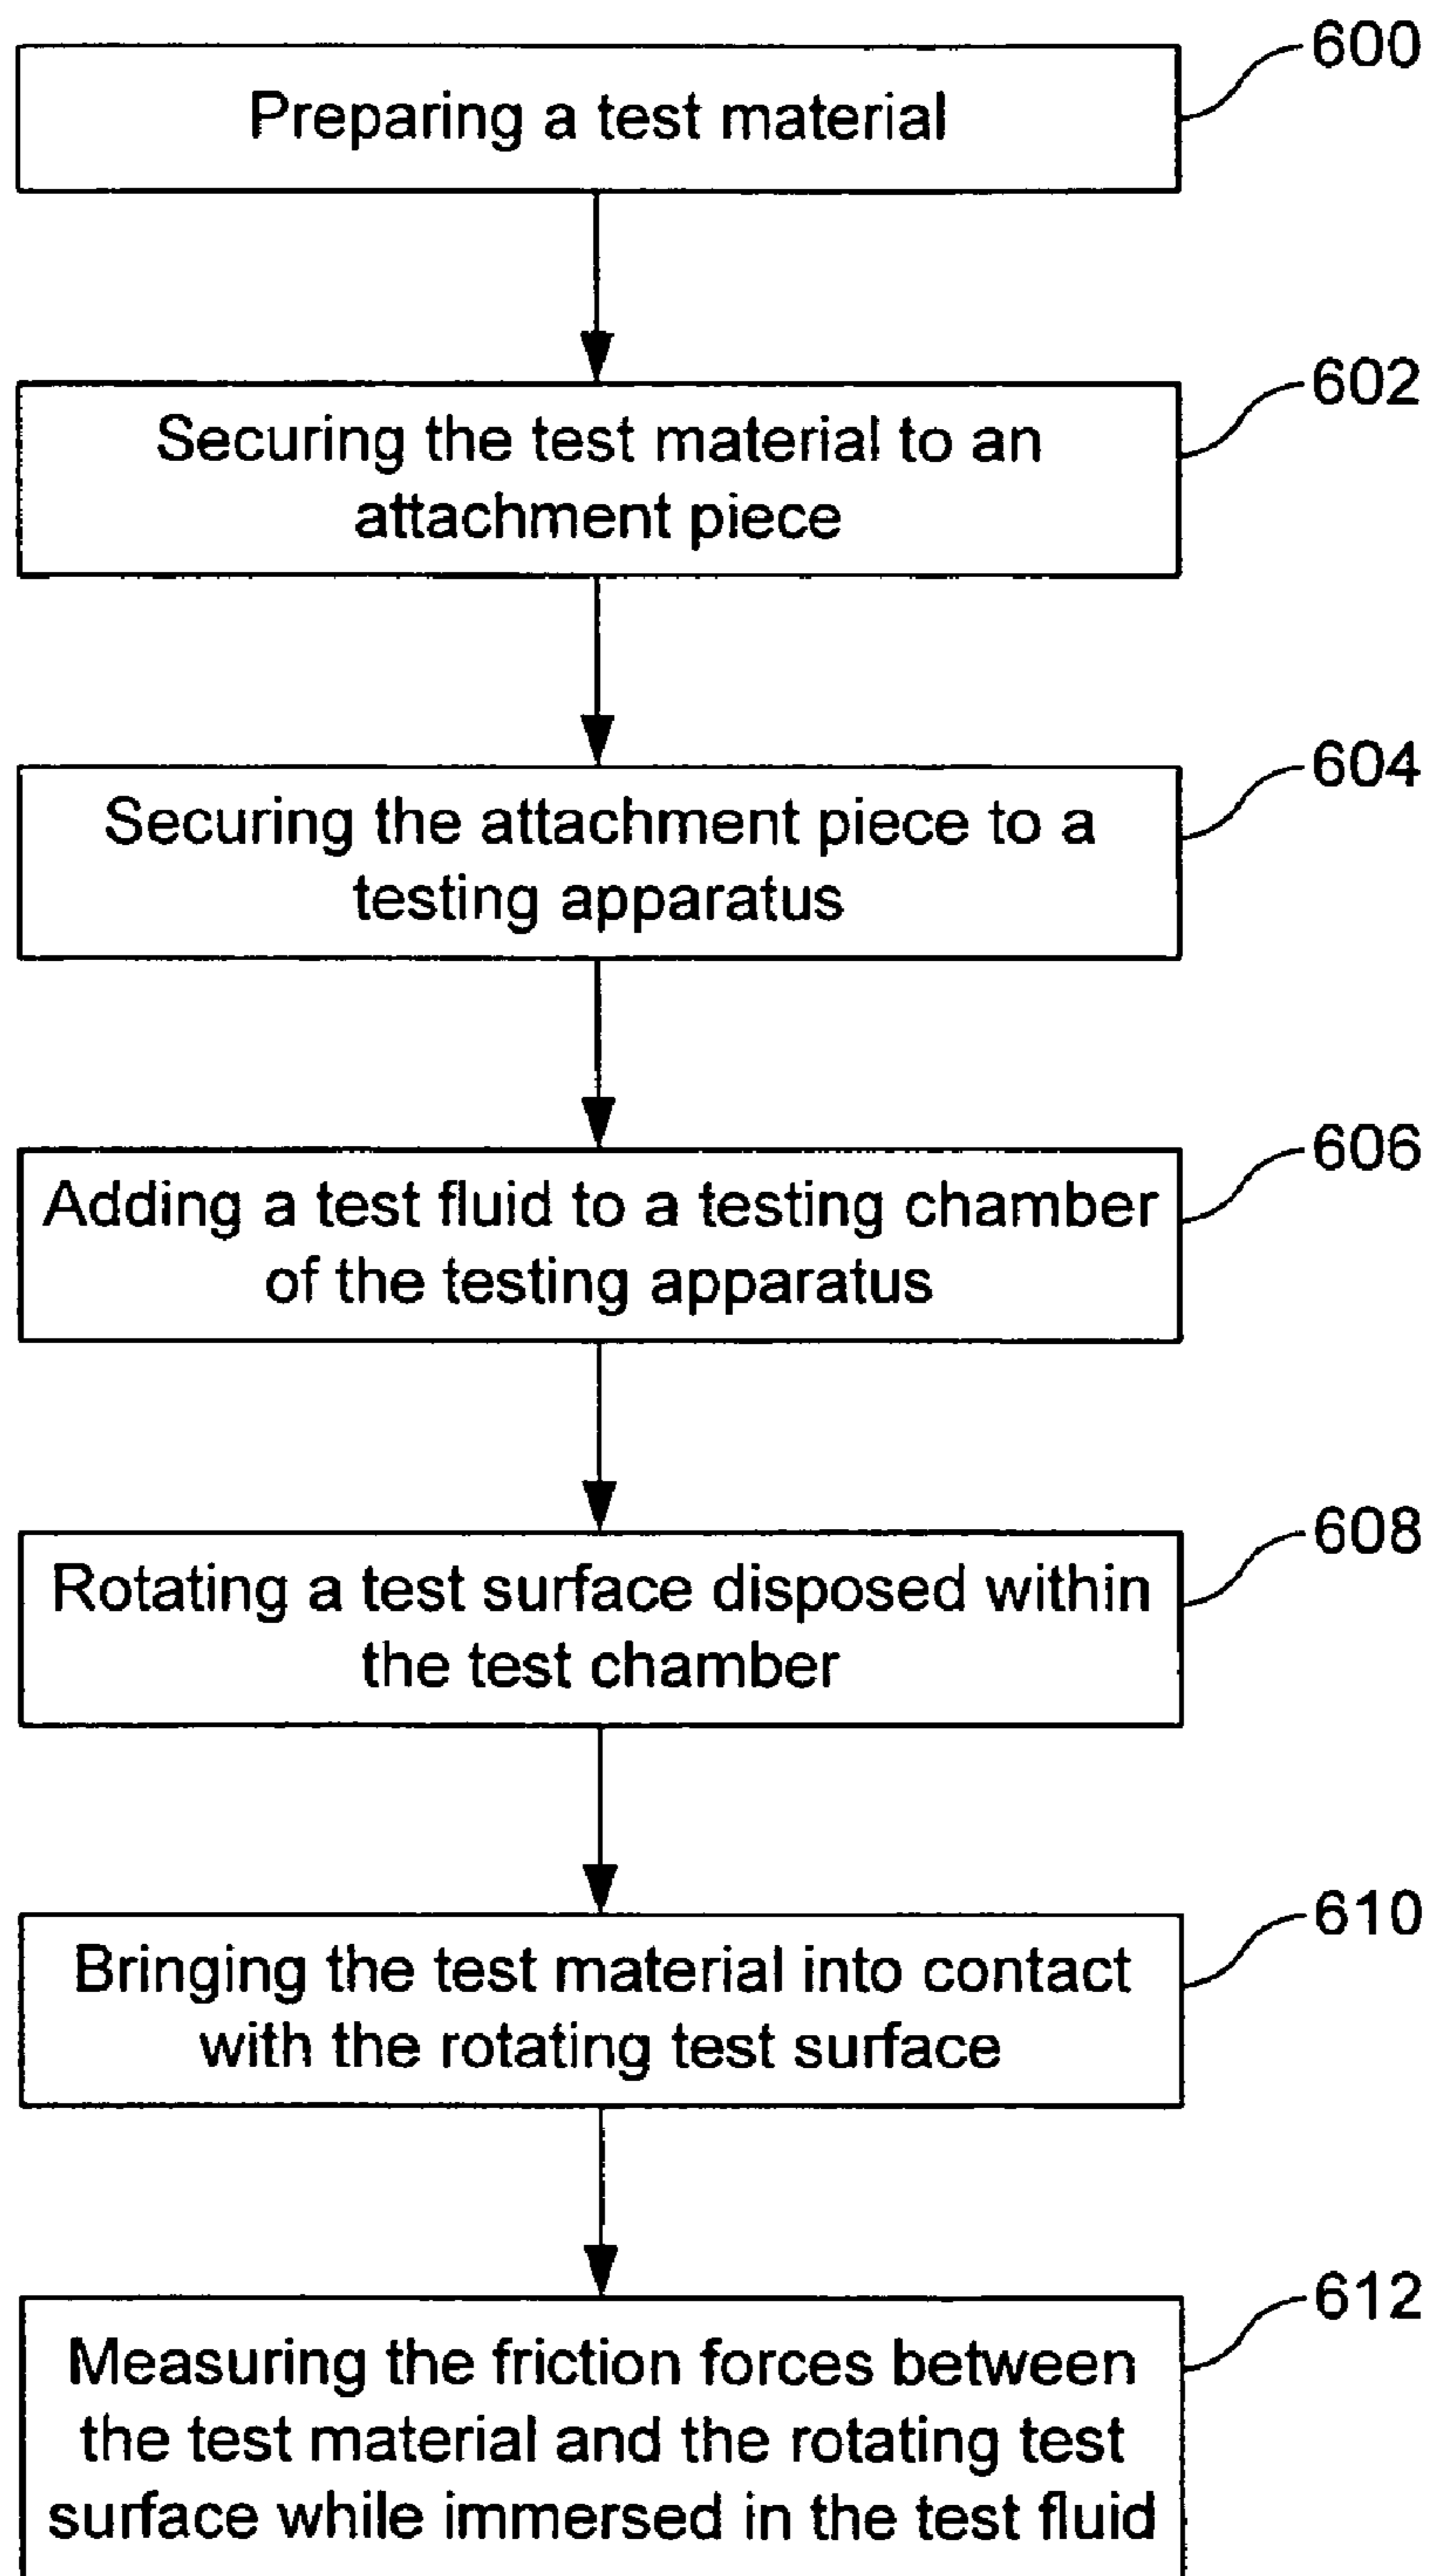 600
Preparing a test material
602
Securing the test material to an
attachment piece
604
Securing the attachment piece to a
testing apparatus
606
Adding a test fluid to a testing chamber
of the testing apparatus
608
Rotating a test surface disposed within
the test chamber
610
Bringing the test material into contact
with the rotating test surface
612
Measuring the friction forces between
the test material and the rotating test
surface while immersed in the test fluid